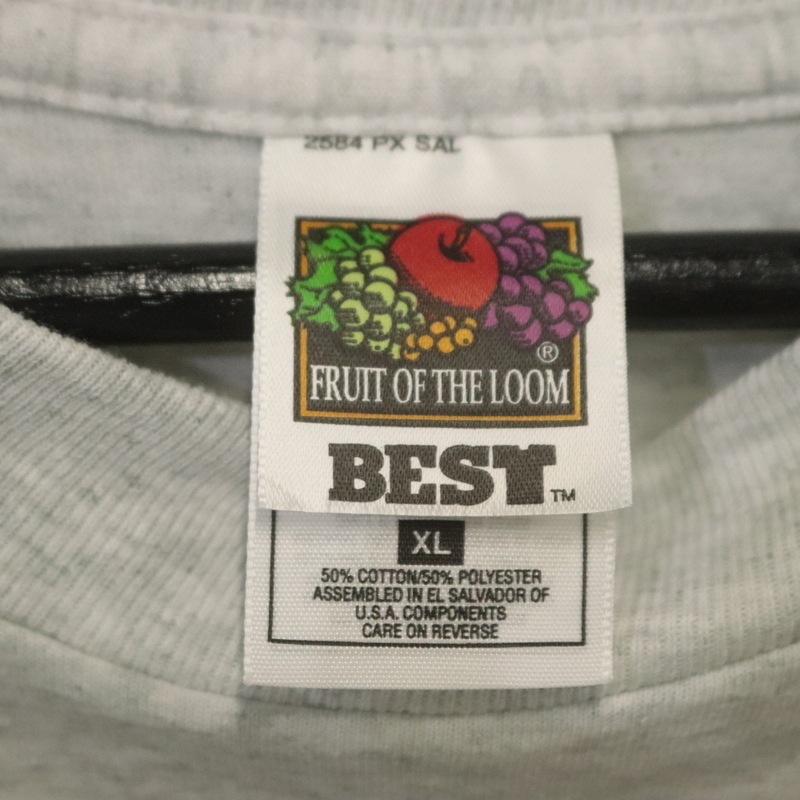 2584 PX SAL
®
FRUIT OF THE LOOM
BEST™
XL
50% COTTON/50% POLYESTER
ASSEMBLED IN EL SALVADOR OF
U.S.A. COMPONENTS
CARE ON REVERSE